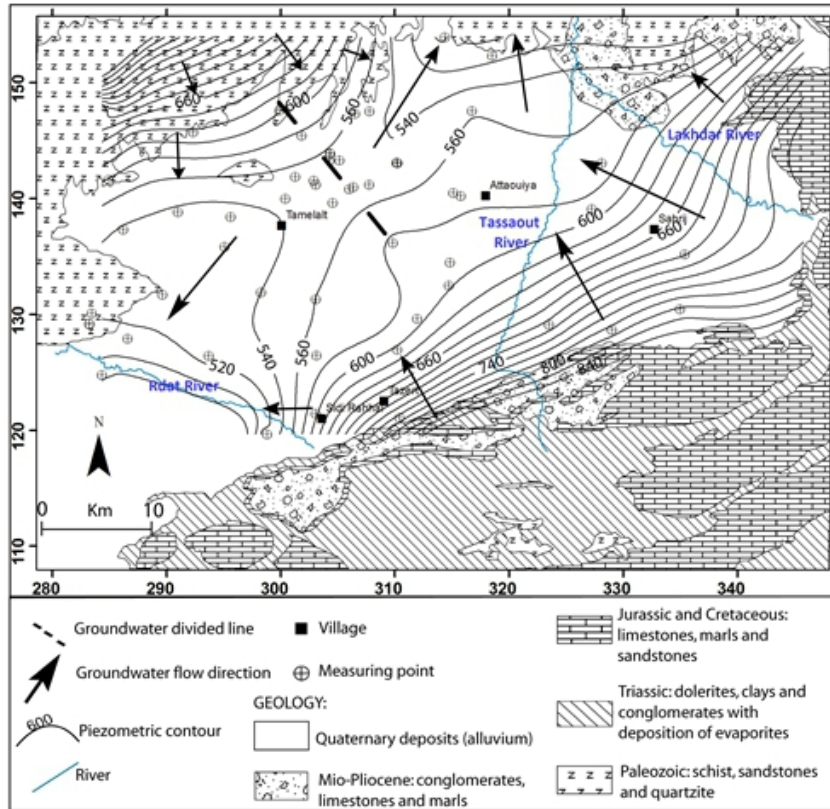 150
140
130
120
110
280
290
300
310
320
330
340
660
600
560
540
560
600
660
520
540
560
600
660
740
800
840
Lakhdar River
Attaouiya
Tamelalt
Tassaout
River
Sahrij
Rdat River
Sidi Rahhal
Tazert
N
0 Km 10
Groundwater divided line
Groundwater flow direction
600
Piezometric contour
River
Village
Measuring point
GEOLOGY:
Quaternary deposits (alluvium)
Mio-Pliocene: conglomerates,
limestones and marls
Jurassic and Cretaceous:
limestones, marls and
sandstones
Triassic: dolerites, clays and
conglomerates with
deposition of evaporites
Paleozoic: schist, sandstones
and quartzite